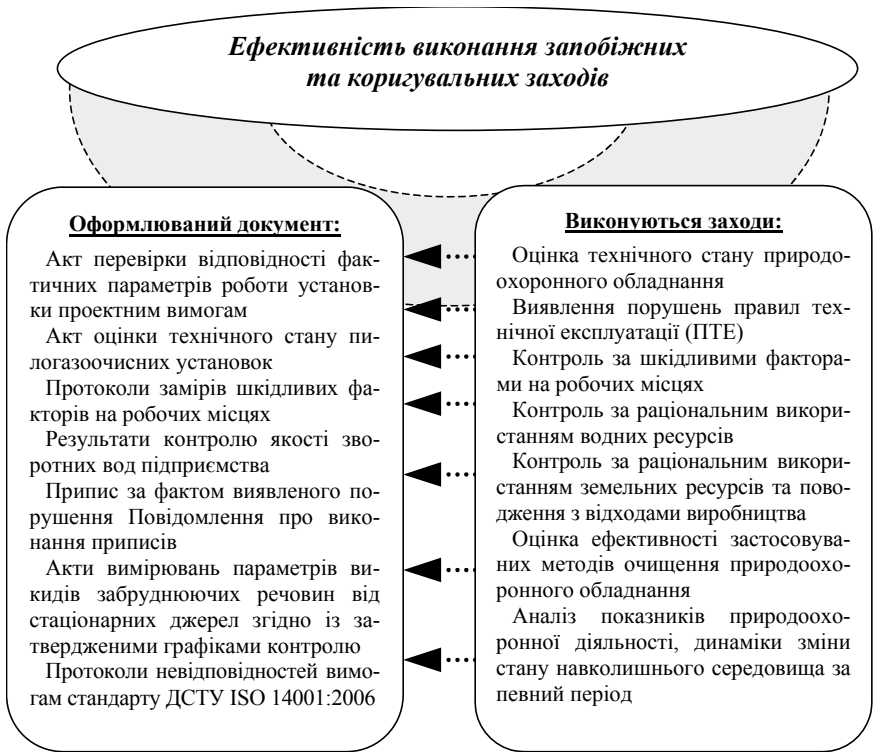 Ефективність виконання запобіжних
та коригувальних заходів
Оформлюваний документ:
Акт перевірки відповідності фак-
тичних параметрів роботи установ-
ки проектним вимогам
Акт оцінки технічного стану пи-
логазоочисних установок
Протоколи замірів шкідливих фа-
кторів на робочих місцях
Результати контролю якості зво-
ротних вод підприємства
Припис за фактом виявленого по-
рушення Повідомлення про вико-
нання приписів
Акти вимірювань параметрів ви-
кидів забруднюючих речовин від
стаціонарних джерел згідно із за-
твердженими графіками контролю
Протоколи невідповідностей вимо-
гам стандарту ДСТУ ISO 14001:2006
Виконуються заходи:
Оцінка технічного стану природо-
охоронного обладнання
Виявлення порушень правил тех-
нічної експлуатації (ПТЕ)
Контроль за шкідливими фактора-
ми на робочих місцях
Контроль за раціональним викори-
станням водних ресурсів
Контроль за раціональним викори-
станням земельних ресурсів та пово-
дження з відходами виробництва
Оцінка ефективності застосовува-
них методів очищення природоохо-
ронного обладнання
Аналіз показників природоохо-
ронної діяльності, динаміки зміни
стану навколишнього середовища за
певний період